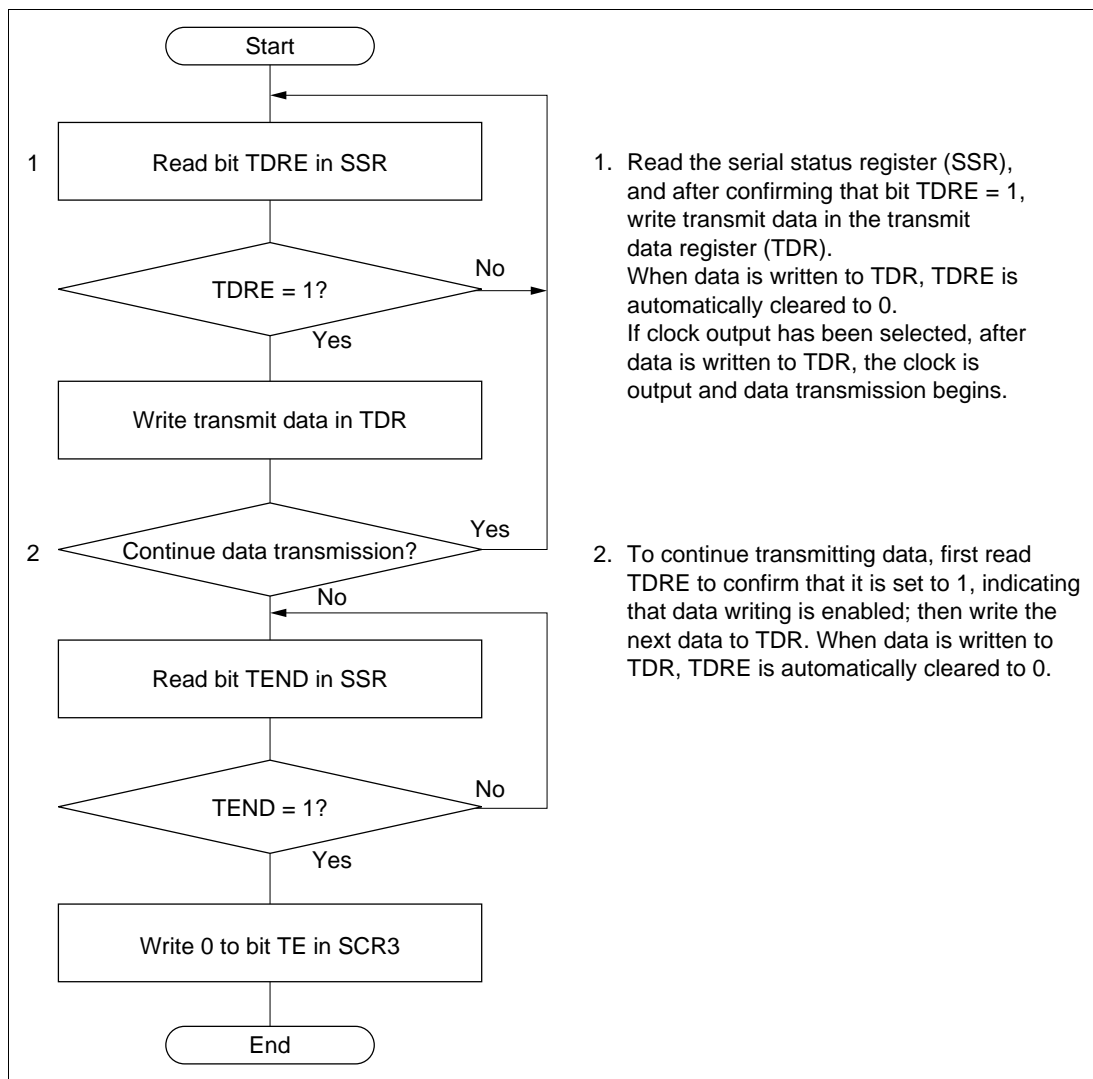 Start
1
Read bit TDRE in SSR
TDRE = 1?
No
Yes
Write transmit data in TDR
2
Continue data transmission?
Yes
No
Read bit TEND in SSR
TEND = 1?
No
Yes
Write 0 to bit TE in SCR3
End
1. Read the serial status register (SSR),
and after confirming that bit TDRE = 1,
write transmit data in the transmit
data register (TDR).
When data is written to TDR, TDRE is
automatically cleared to 0.
If clock output has been selected, after
data is written to TDR, the clock is
output and data transmission begins.
2. To continue transmitting data, first read
TDRE to confirm that it is set to 1, indicating
that data writing is enabled; then write the
next data to TDR. When data is written to
TDR, TDRE is automatically cleared to 0.